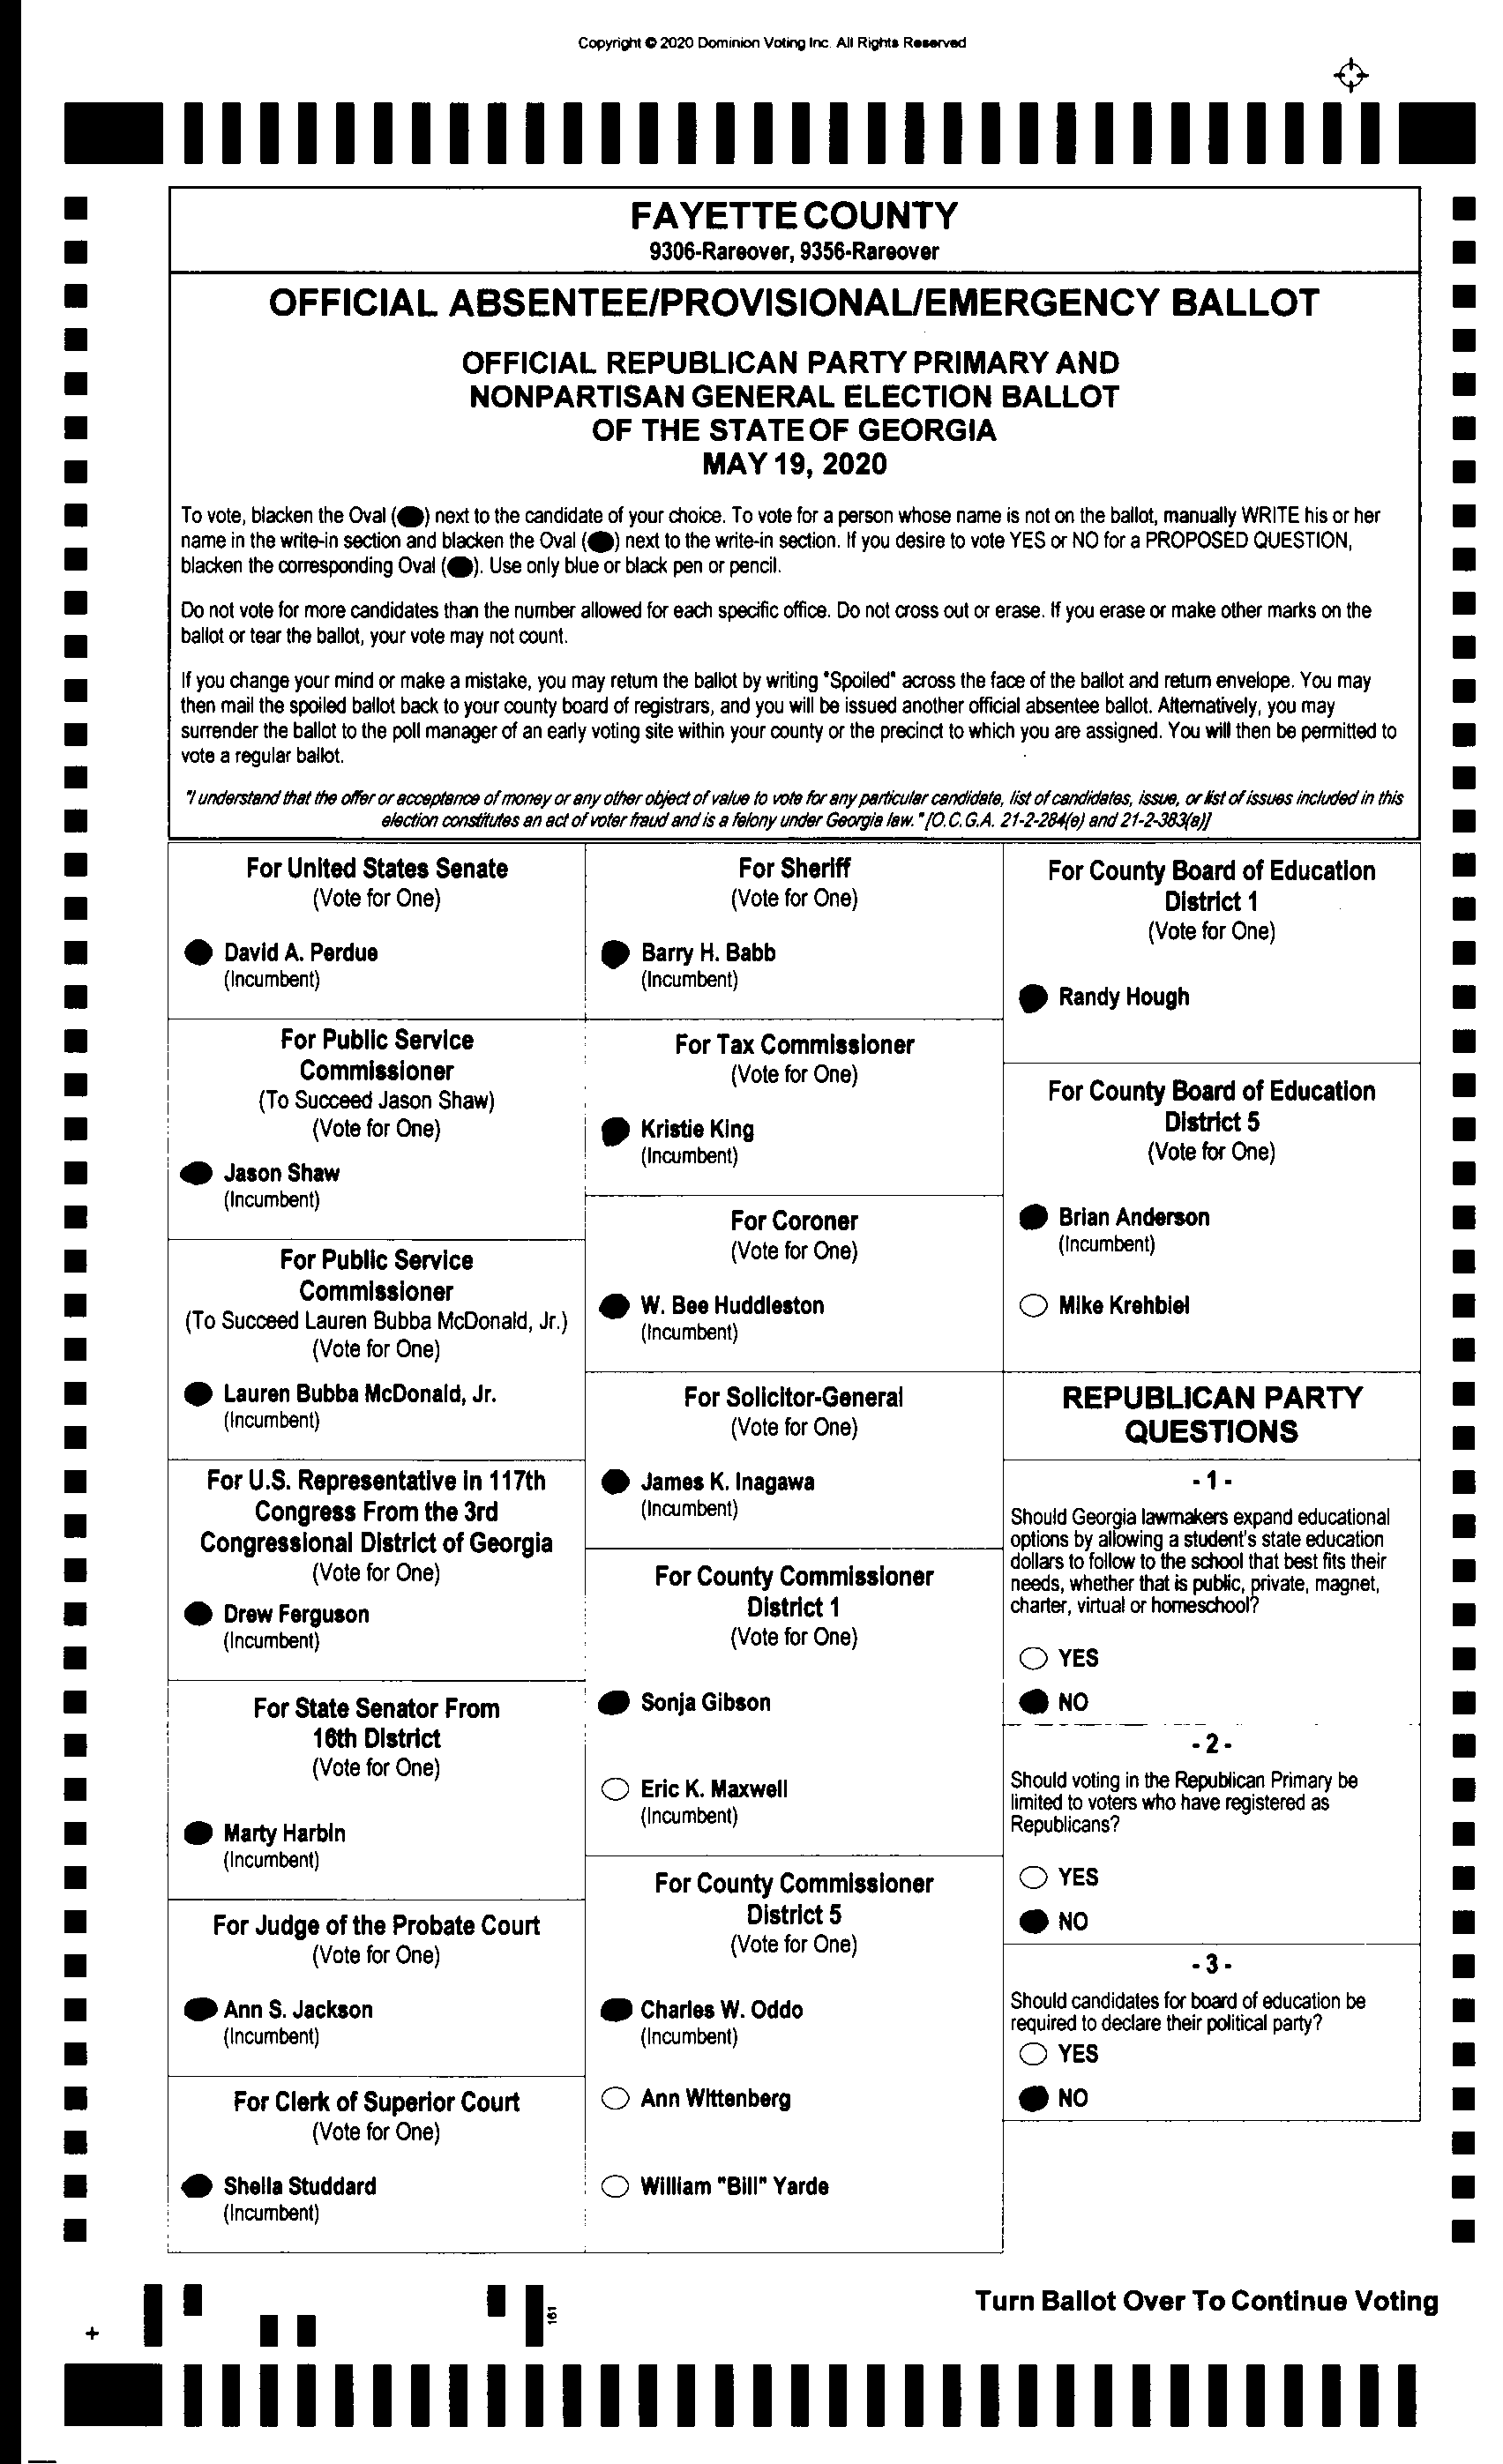 Copyright © 2020 Dominion Voting Inc. All Rights Reserved
FAYETTE COUNTY
9306-Rareover, 9356-Rareover
OFFICIAL ABSENTEE/PROVISIONAL/EMERGENCY BALLOT
OFFICIAL REPUBLICAN PARTY PRIMARY AND
NONPARTISAN GENERAL ELECTION BALLOT
OF THE STATE OF GEORGIA
MAY 19, 2020
To vote, blacken the Oval ( ) next to the candidate of your choice. To vote for a person whose name is not on the ballot, manually WRITE his or her
name in the write-in section and blacken the Oval ( ) next to the write-in section. If you desire to vote YES or NO for a PROPOSED QUESTION,
blacken the corresponding Oval ( ). Use only blue or black pen or pencil.
Do not vote for more candidates than the number allowed for each specific office. Do not cross out or erase. If you erase or make other marks on the
ballot or tear the ballot, your vote may not count.
If you change your mind or make a mistake, you may return the ballot by writing "Spoiled" across the face of the ballot and return envelope. You may
then mail the spoiled ballot back to your county board of registrars, and you will be issued another official absentee ballot. Alternatively, you may
surrender the ballot to the poll manager of an early voting site within your county or the precinct to which you are assigned. You will then be permitted to
vote a regular ballot.
"I understand that the offer or acceptance of money or any other object of value to vote for any particular candidate, list of candidates, issue, or list of issues included in this
election constitutes an act of voter fraud and is a felony under Georgia law." [O.C.G.A. 21-2-284(e) and 21-2-383(a)]
For United States Senate
(Vote for One)
David A. Perdue
(Incumbent)
For Public Service
Commissioner
(To Succeed Jason Shaw)
(Vote for One)
Jason Shaw
(Incumbent)
For Public Service
Commissioner
(To Succeed Lauren Bubba McDonald, Jr.)
(Vote for One)
Lauren Bubba McDonald, Jr.
(Incumbent)
For U.S. Representative in 117th
Congress From the 3rd
Congressional District of Georgia
(Vote for One)
Drew Ferguson
(Incumbent)
For State Senator From
16th District
(Vote for One)
Marty Harbin
(Incumbent)
For Judge of the Probate Court
(Vote for One)
Ann S. Jackson
(Incumbent)
For Clerk of Superior Court
(Vote for One)
Sheila Studdard
(Incumbent)
For Sheriff
(Vote for One)
Barry H. Babb
(Incumbent)
For Tax Commissioner
(Vote for One)
Kristie King
(Incumbent)
For Coroner
(Vote for One)
W. Bee Huddleston
(Incumbent)
For Solicitor-General
(Vote for One)
James K. Inagawa
(Incumbent)
For County Commissioner
District 1
(Vote for One)
Sonja Gibson
Eric K. Maxwell
(Incumbent)
For County Commissioner
District 5
(Vote for One)
Charles W. Oddo
(Incumbent)
Ann Wittenberg
William "Bill" Yarde
For County Board of Education
District 1
(Vote for One)
Randy Hough
For County Board of Education
District 5
(Vote for One)
Brian Anderson
(Incumbent)
Mike Krehbiel
REPUBLICAN PARTY
QUESTIONS
- 1 -
Should Georgia lawmakers expand educational
options by allowing a student's state education
dollars to follow to the school that best fits their
needs, whether that is public, private, magnet,
charter, virtual or homeschool?
YES
NO
- 2 -
Should voting in the Republican Primary be
limited to voters who have registered as
Republicans?
YES
NO
- 3 -
Should candidates for board of education be
required to declare their political party?
YES
NO
Turn Ballot Over To Continue Voting
161
+